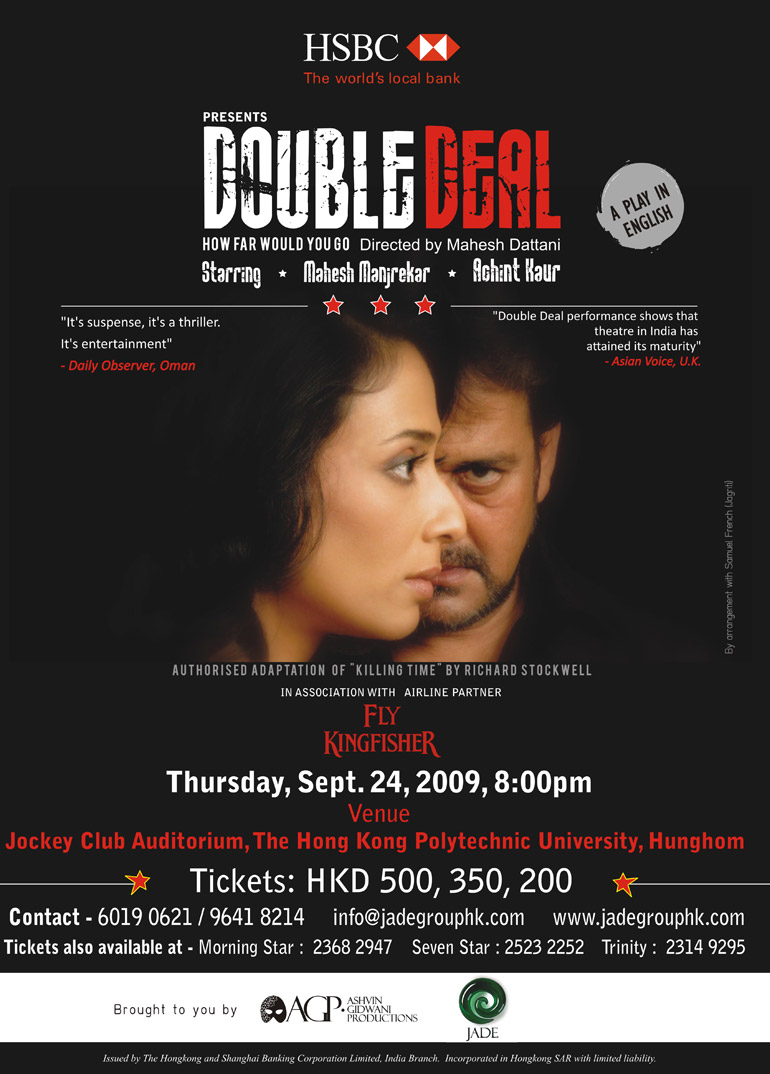 HSBC
The world's local bank
PRESENTS
DOUBLE DEAL
A PLAY IN
ENGLISH
HOW FAR WOULD YOU GO Directed by Mahesh Dattani
Starring Mahesh Manjrekar Achint Kaur
"It's suspense, it's a thriller.
It's entertainment"
- Daily Observer, Oman
"Double Deal performance shows that
theatre in India has
attained its maturity"
- Asian Voice, U.K.
By arrangement with Samuel French (Jagriti)
AUTHORISED ADAPTATION OF "KILLING TIME" BY RICHARD STOCKWELL
IN ASSOCIATION WITH AIRLINE PARTNER
FLY
KINGFISHER
Thursday, Sept. 24, 2009, 8:00pm
Venue
Jockey Club Auditorium, The Hong Kong Polytechnic University, Hunghom
Tickets: HKD 500, 350, 200
Contact - 6019 0621 / 9641 8214 info@jadegrouphk.com www.jadegrouphk.com
Tickets also available at - Morning Star : 2368 2947 Seven Star : 2523 2252 Trinity : 2314 9295
Brought to you by
AGP.
ASHVIN
GIDWANI
PRODUCTIONS
JADE
Issued by The Hongkong and Shanghai Banking Corporation Limited, India Branch. Incorporated in Hongkong SAR with limited liability.